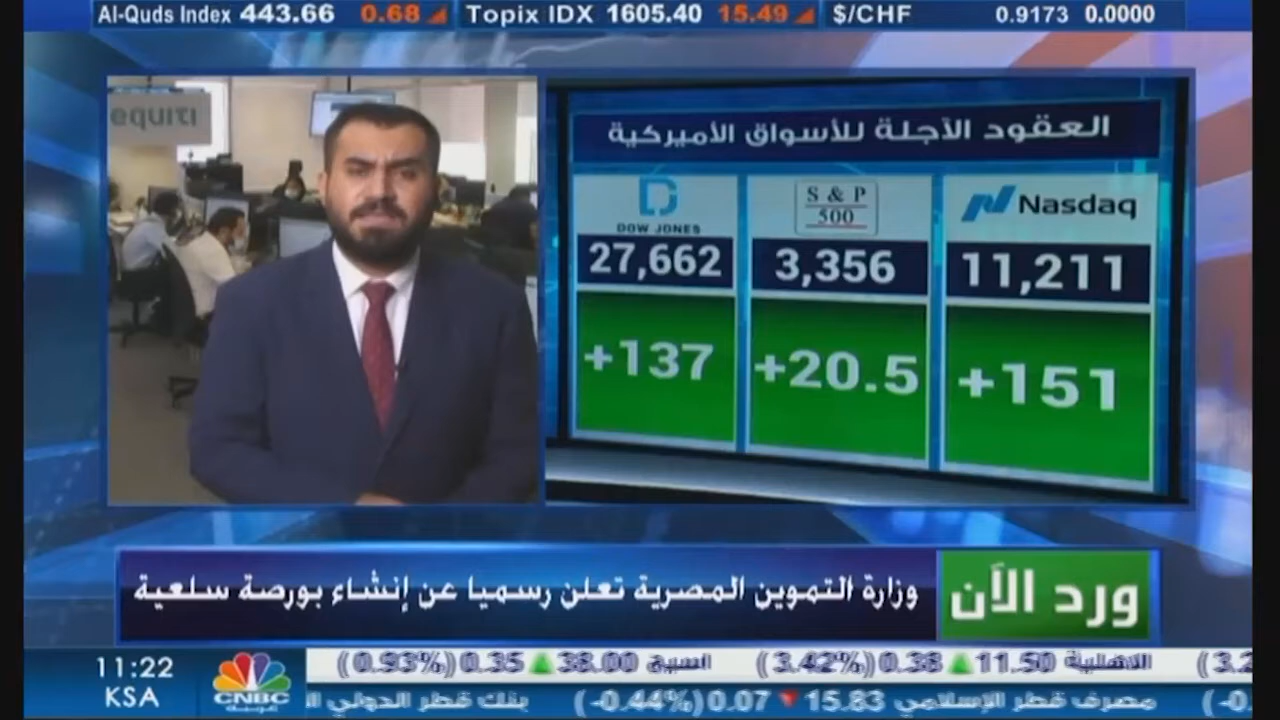 Al-Quds Index 443.66 0.68 Topix IDX 1605.40 15.49 $/CHF 0.9173 0.0000
equiti
العقود الآجلة للأسواق الأميركية
DOW JONES
27,662
+137
S & P
500
3,356
+20.5
Nasdaq
11,211
+151
ورد الآن
وزارة التموين المصرية تعلن رسميا عن إنشاء بورصة سلعية
11:22
KSA
CNBC
عربية
الاهلية 11.50 0.38 (3.42%) اسيج 38.00 0.35 (0.93%)
مصرف قطر الإسلامي 15.83 0.07 (-0.44%) بنك قطر الدولي